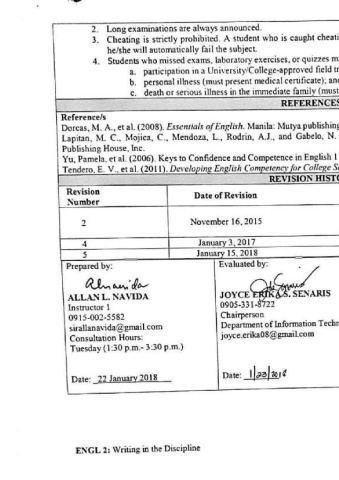 2. Long examinations are always announced.
3. Cheating is strictly prohibited. A student who is caught cheati
he/she will automatically fail the subject.
4. Students who missed exams, laboratory exercises, or quizzes m
a. participation in a University/College-approved field tr
b. personal illness (must present medical certificate); and
c. death or serious illness in the immediate family (must
REFERENCES
Reference/s
Dorcas, M. A., et al. (2008). Essentials of English. Manila: Mutya publishing
Lapitan, M. C., Mojica, C., Mendoza, L., Rodrin, A.J., and Gabelo, N.
Publishing House, Inc.
Yu, Pamela, et al. (2006). Keys to Confidence and Competence in English 1
Tendero, E. V., et al. (2011). Developing English Competency for College S
REVISION HISTO
Revision Number
Date of Revision
2 November 16, 2015
4 January 3, 2017
5 January 15, 2018
Prepared by:
ALLAN L. NAVIDA
Instructor 1
0915-002-5582
sirallanavida@gmail.com
Consultation Hours:
Tuesday (1:30 p.m.- 3:30 p.m.)
Date: 22 January 2018
Evaluated by:
JOYCE ERIKA S. SENARIS
0905-331-8722
Chairperson
Department of Information Techn
joyce.erika08@gmail.com
Date: 1/23/2018
ENGL 2: Writing in the Discipline